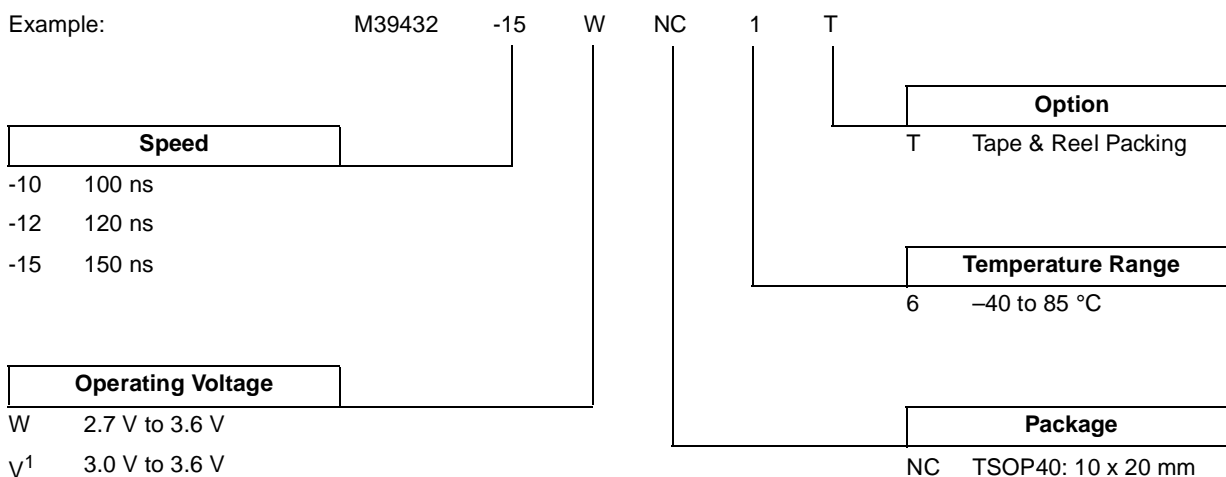 Example: M39432 -15 W NC 1 T
Option
T Tape & Reel Packing
Speed
-10 100 ns
-12 120 ns
-15 150 ns
Temperature Range
6 –40 to 85 °C
Operating Voltage
W 2.7 V to 3.6 V
V1 3.0 V to 3.6 V
Package
NC TSOP40: 10 x 20 mm